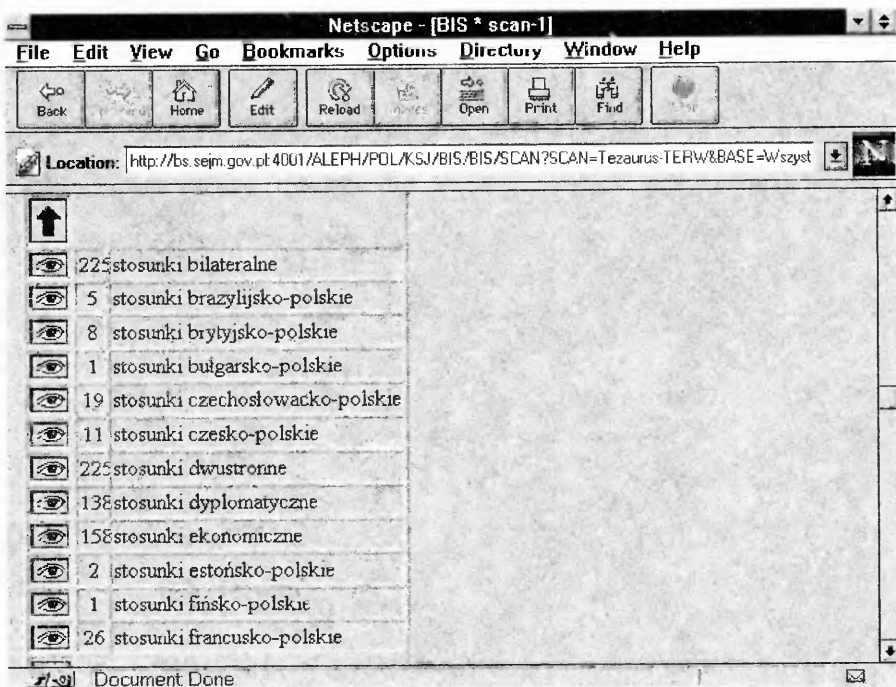 Netscape - [BIS * scan-1]
File Edit View Go Bookmarks Options Directory Window Help
Back Home Edit Reload Open Print Find
Location: http://bs.sejm.gov.pl:4001/ALEPH/POL/KSJ/BIS/BIS/SCAN?SCAN=Tezaurus-TERW&BASE=Wszyst
N
225 stosunki bilateralne
5 stosunki brazylijsko-polskie
8 stosunki brytyjsko-polskie
1 stosunki bułgarsko-polskie
19 stosunki czechosłowacko-polskie
11 stosunki czesko-polskie
225 stosunki dwustronne
138 stosunki dyplomatyczne
158 stosunki ekonomiczne
2 stosunki estońsko-polskie
1 stosunki fińsko-polskie
26 stosunki francusko-polskie
Document Done